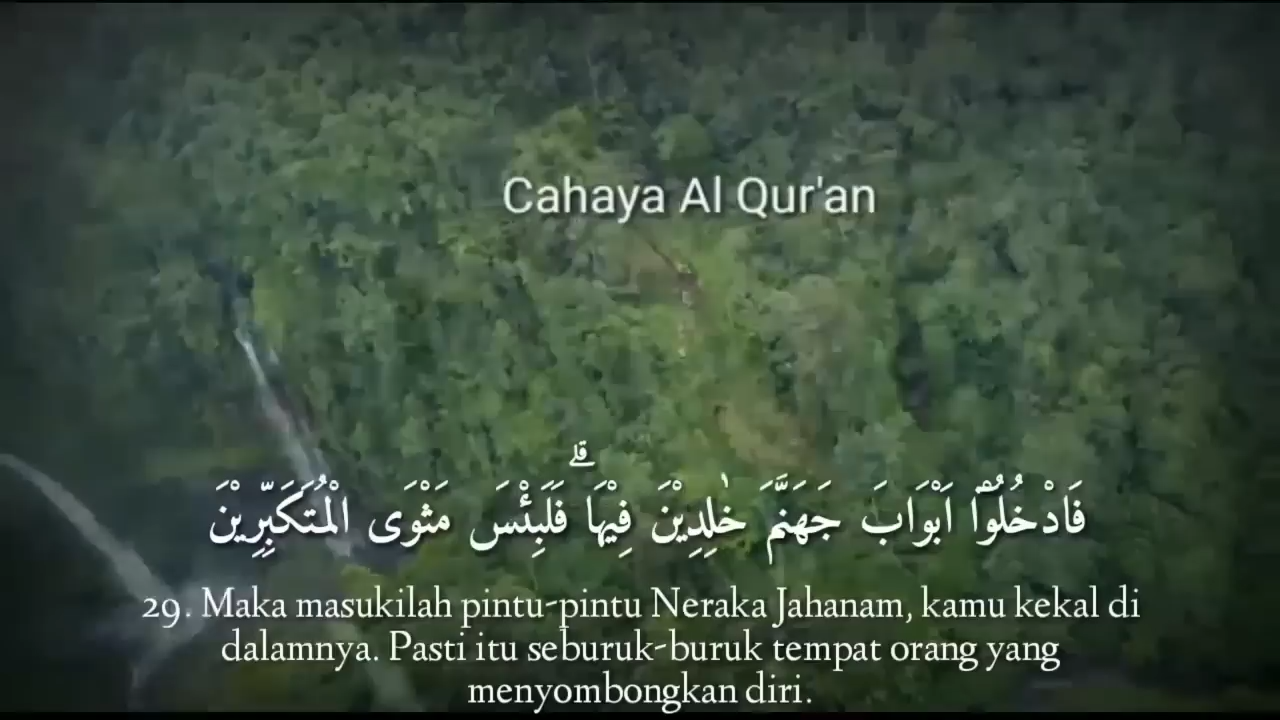 Cahaya Al Qur'an
فَادْخُلُوْٓا اَبْوَابَ جَهَنَّمَ خٰلِدِيْنَ فِيْهَا ۗفَلَبِئْسَ مَثْوَى الْمُتَكَبِّرِيْنَ
29. Maka masukilah pintu-pintu Neraka Jahanam, kamu kekal di
dalamnya. Pasti itu seburuk-buruk tempat orang yang
menyombongkan diri.